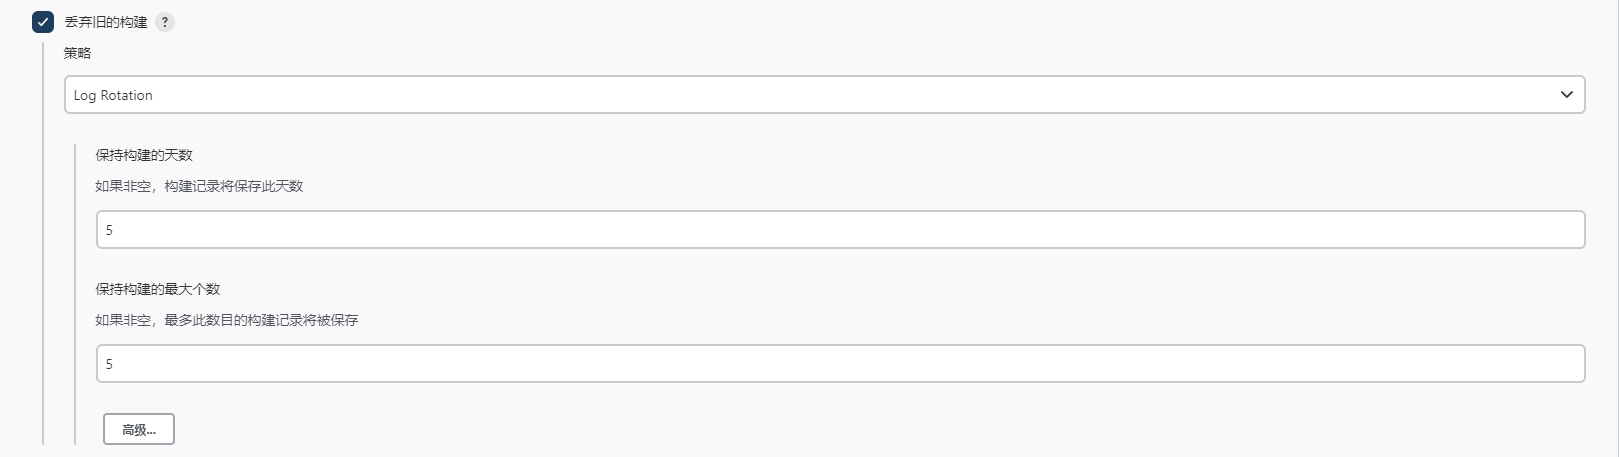 丢弃旧的构建 ?
策略
Log Rotation
保持构建的天数
如果非空，构建记录将保存此天数
5
保持构建的最大个数
如果非空，最多此数目的构建记录将被保存
5
高级...